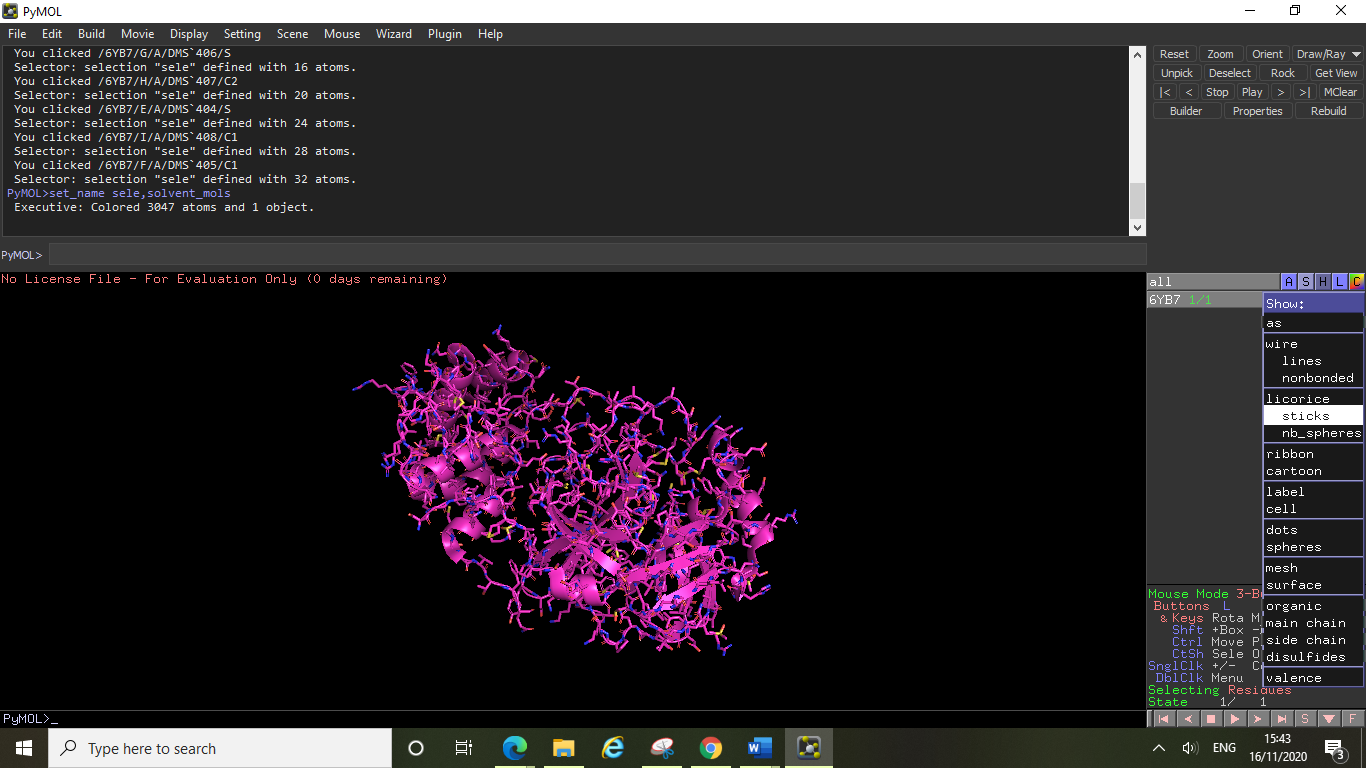 PyMOL
File Edit Build Movie Display Setting Scene Mouse Wizard Plugin Help
You clicked /6YB7/G/A/DMS`406/S
Selector: selection "sele" defined with 16 atoms.
You clicked /6YB7/H/A/DMS`407/C2
Selector: selection "sele" defined with 20 atoms.
You clicked /6YB7/E/A/DMS`404/S
Selector: selection "sele" defined with 24 atoms.
You clicked /6YB7/I/A/DMS`408/C1
Selector: selection "sele" defined with 28 atoms.
You clicked /6YB7/F/A/DMS`405/C1
Selector: selection "sele" defined with 32 atoms.
PyMOL>set_name sele,solvent_mols
Executive: Colored 3047 atoms and 1 object.
PyMOL>
Reset Zoom Orient Draw/Ray
Unpick Deselect Rock Get View
|< < Stop Play > >| MClear
Builder Properties Rebuild
No License File - For Evaluation Only (0 days remaining)
all A S H L C
6YB7 1/1
Show:
as
wire
lines
nonbonded
licorice
sticks
nb_spheres
ribbon
cartoon
label
cell
dots
spheres
mesh
surface
organic
main chain
side chain
disulfides
valence
Mouse Mode 3-B
Buttons L
& Keys Rota M
Shft +Box -
Ctrl Move P
CtSh Sele O
SnglClk +/- C
DblClk Menu
Selecting Residues
State 1/ 1
PyMOL>_
S F
Type here to search
ENG
15:43
16/11/2020
3